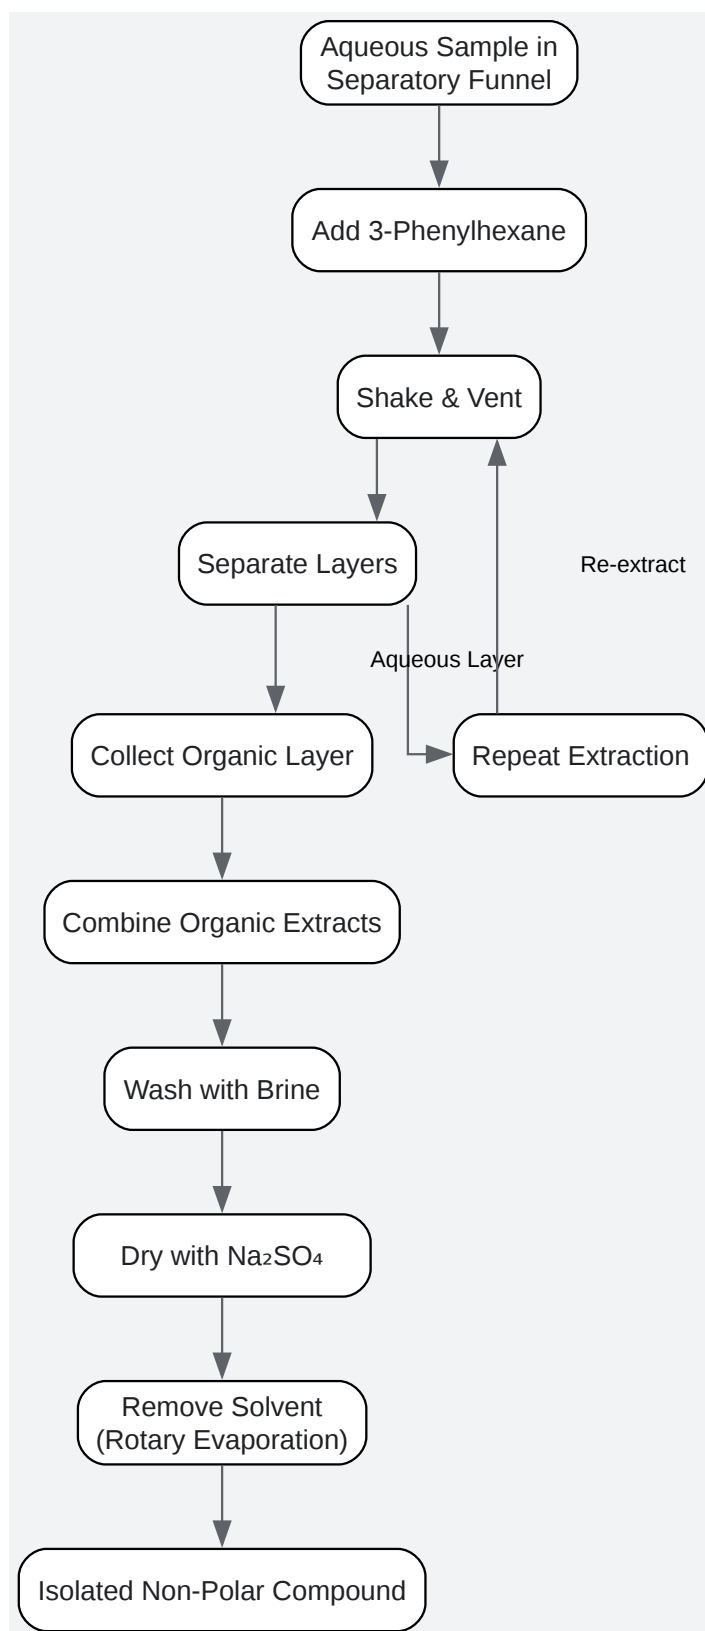 Aqueous Sample in
Separatory Funnel
Add 3-Phenylhexane
Shake & Vent
Separate Layers
Re-extract
Aqueous Layer
Collect Organic Layer
Repeat Extraction
Combine Organic Extracts
Wash with Brine
Dry with Na₂SO₄
Remove Solvent
(Rotary Evaporation)
Isolated Non-Polar Compound